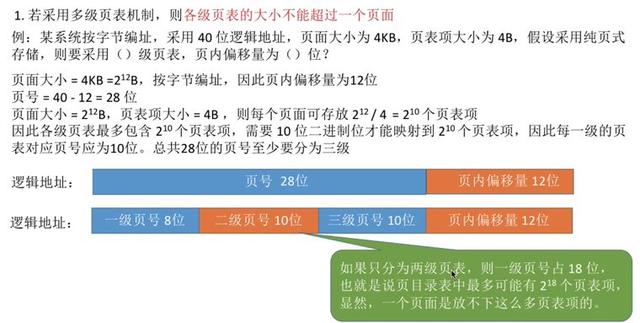 1. 若采用多级页表机制，则各级页表的大小不能超过一个页面
例：某系统按字节编址，采用 40 位逻辑地址，页面大小为 4KB，页表项大小为 4B，假设采用纯页式
存储，则要采用（）级页表，页内偏移量为（）位？
页面大小 = 4KB =2¹²B，按字节编址，因此页内偏移量为12位
页号 = 40 - 12 = 28 位
页面大小 = 2¹²B，页表项大小 = 4B ，则每个页面可存放 2¹² / 4 = 2¹⁰ 个页表项
因此各级页表最多包含 2¹⁰ 个页表项，需要 10 位二进制位才能映射到 2¹⁰ 个页表项，因此每一级的页
表对应页号应为10位。总共28位的页号至少要分为三级
逻辑地址： 页号 28位 页内偏移量 12位
逻辑地址： 一级页号 8位 二级页号 10位 三级页号 10位 页内偏移量 12位
如果只分为两级页表，则一级页号占 18 位，
也就是说页目录表中最多可能有 2¹⁸ 个页表项，
显然，一个页面是放不下这么多页表项的。